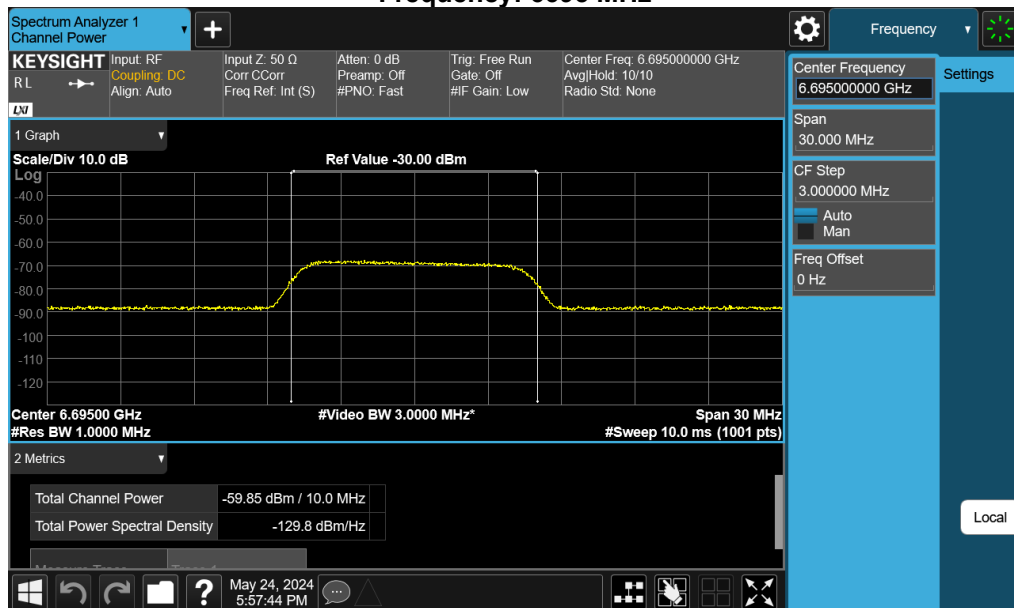 Spectrum Analyzer 1
Channel Power
+
Frequency
KEYSIGHT
RL
LXI
Input: RF
Coupling: DC
Align: Auto
Input Z: 50 Ω
Corr CCorr
Freq Ref: Int (S)
Atten: 0 dB
Preamp: Off
#PNO: Fast
Trig: Free Run
Gate: Off
#IF Gain: Low
Center Freq: 6.695000000 GHz
Avg|Hold: 10/10
Radio Std: None
1 Graph
Scale/Div 10.0 dB
Ref Value -30.00 dBm
Log
-40.0
-50.0
-60.0
-70.0
-80.0
-90.0
-100
-110
-120
Center 6.69500 GHz
#Video BW 3.0000 MHz*
Span 30 MHz
#Res BW 1.0000 MHz
#Sweep 10.0 ms (1001 pts)
2 Metrics
Total Channel Power -59.85 dBm / 10.0 MHz
Total Power Spectral Density -129.8 dBm/Hz
?
May 24, 2024
5:57:44 PM
Center Frequency
6.695000000 GHz
Settings
Span
30.000 MHz
CF Step
3.000000 MHz
Auto
Man
Freq Offset
0 Hz
Local